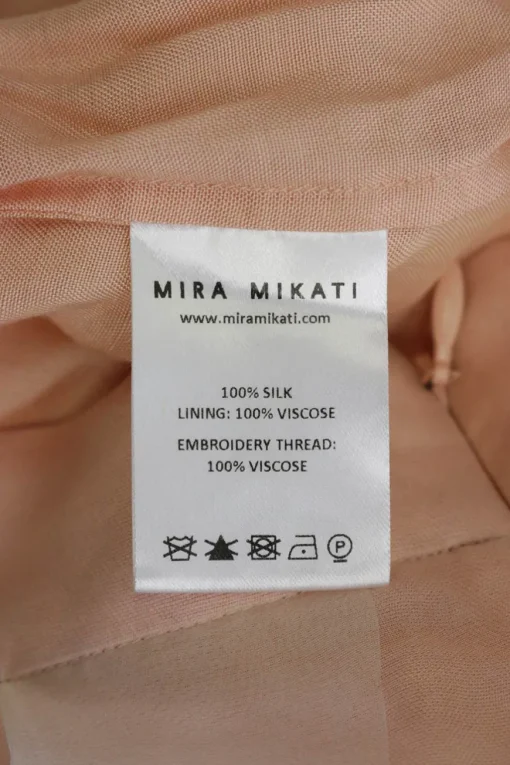 MIRA MIKATI
www.miramikati.com
100% SILK
LINING: 100% VISCOSE
EMBROIDERY THREAD:
100% VISCOSE
P